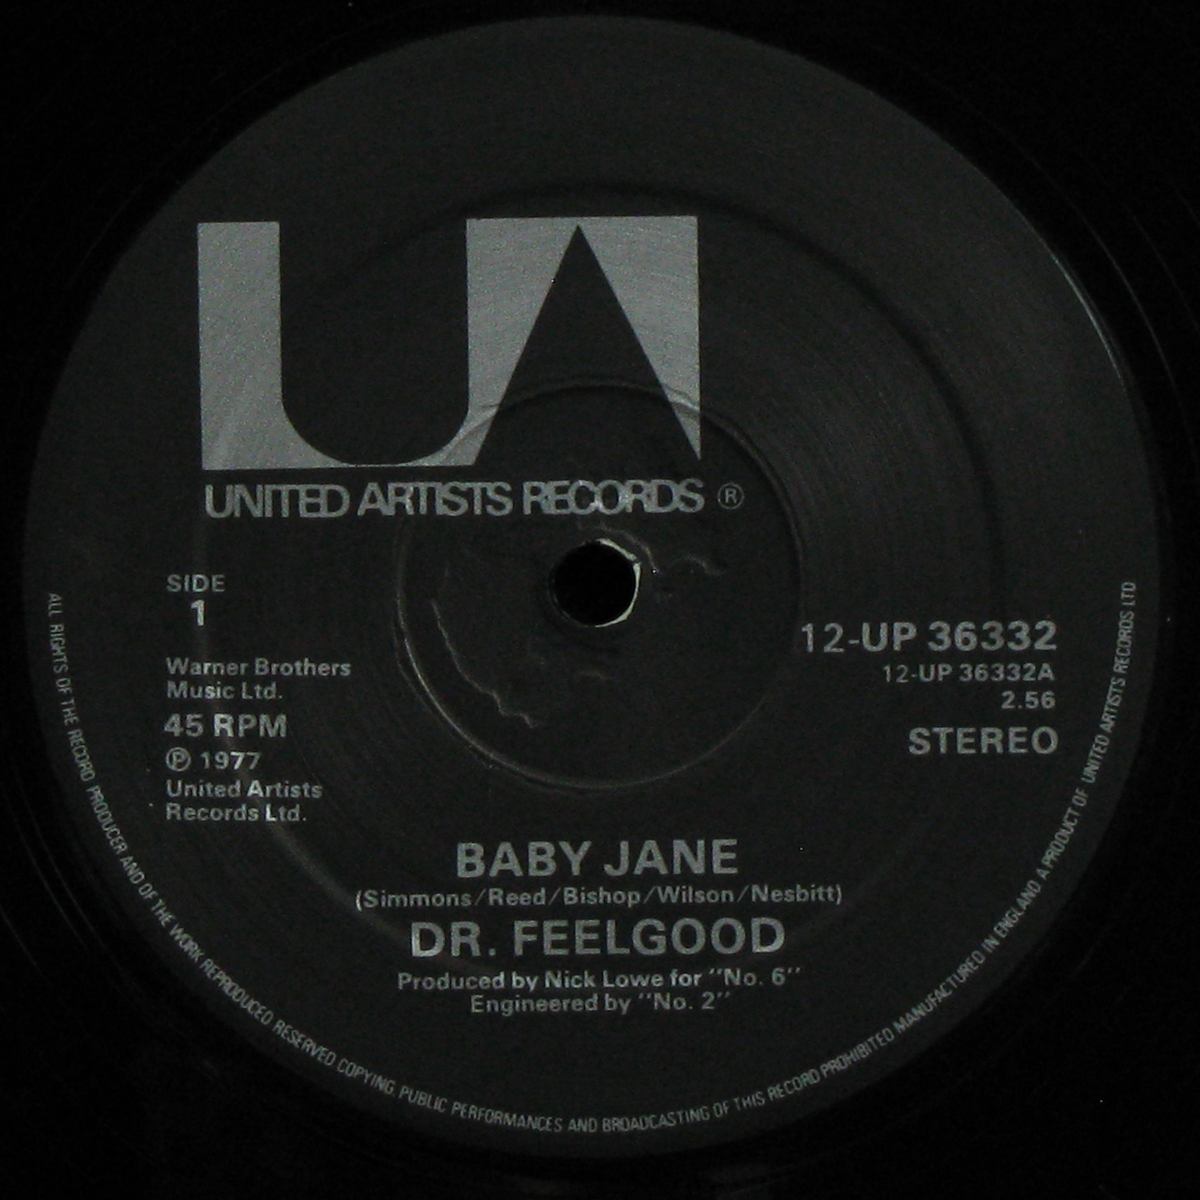 UA
UNITED ARTISTS RECORDS ®
SIDE
1
Warner Brothers
Music Ltd.
45 RPM
℗ 1977
United Artists
Records Ltd.
12-UP 36332
12-UP 36332A
2.56
STEREO
BABY JANE
(Simmons/Reed/Bishop/Wilson/Nesbitt)
DR. FEELGOOD
Produced by Nick Lowe for "No. 6"
Engineered by "No. 2"
ALL RIGHTS OF THE RECORD PRODUCER AND OF THE WORK REPRODUCED RESERVED COPYING, PUBLIC PERFORMANCES AND BROADCASTING OF THIS RECORD PROHIBITED MANUFACTURED IN ENGLAND A PRODUCT OF UNITED ARTISTS RECORDS LTD